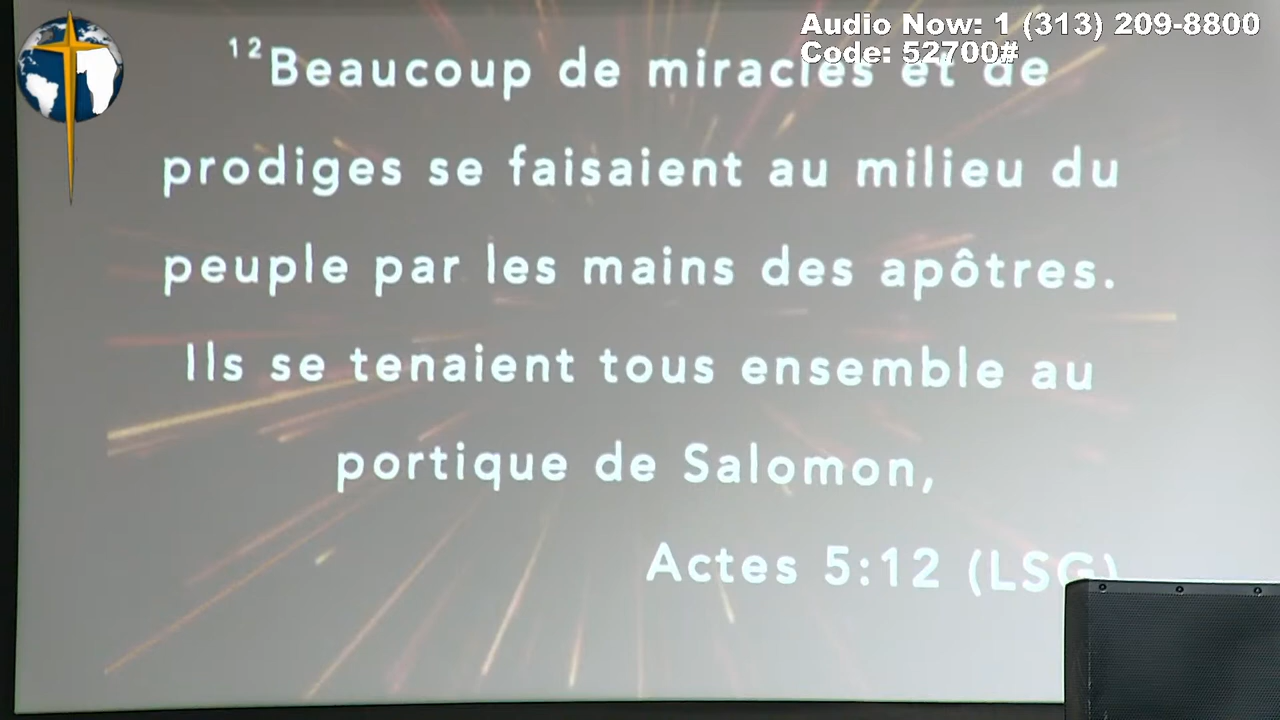 Audio Now: 1 (313) 209-8800
Code: 52700#
¹²Beaucoup de miracles et de
prodiges se faisaient au milieu du
peuple par les mains des apôtres.
Ils se tenaient tous ensemble au
portique de Salomon,
Actes 5:12 (LSG)